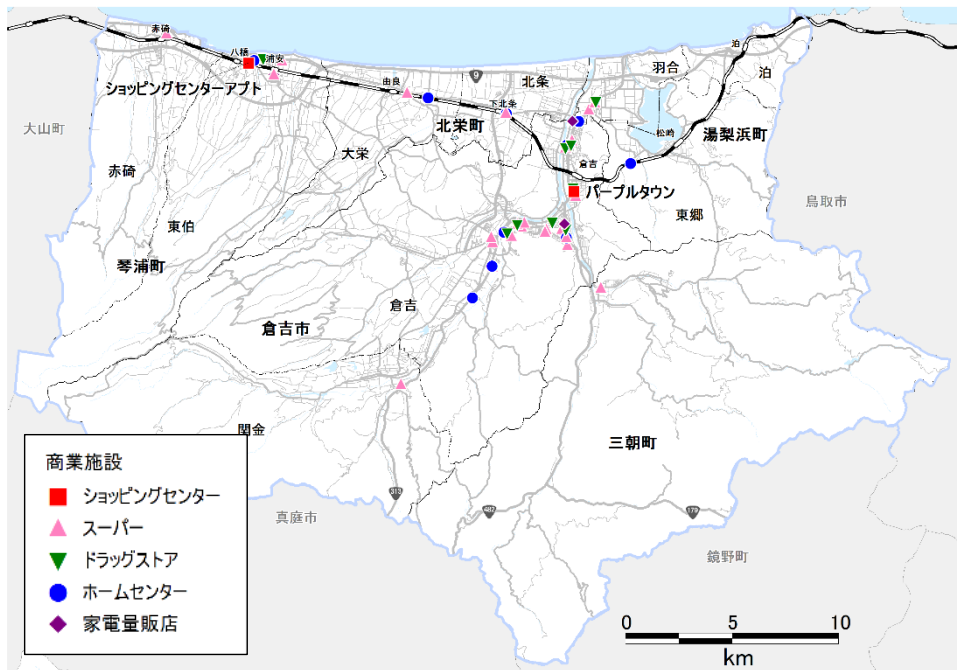 赤碕
八橋
浦安
ショッピングセンターアプト
由良
9
北条
羽合
泊
泊
大山町
下北条
北栄町
松崎
湯梨浜町
大栄
倉吉
赤碕
パープルタウン
鳥取市
東伯
東郷
琴浦町
倉吉
倉吉市
関金
三朝町
313
482
179
真庭市
鏡野町
商業施設
ショッピングセンター
スーパー
ドラッグストア
ホームセンター
家電量販店
0 5 10
km